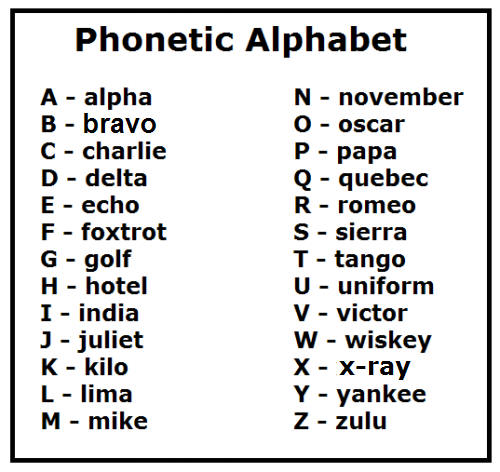 Phonetic Alphabet
A - alpha
B - bravo
C - charlie
D - delta
E - echo
F - foxtrot
G - golf
H - hotel
I - india
J - juliet
K - kilo
L - lima
M - mike
N - november
O - oscar
P - papa
Q - quebec
R - romeo
S - sierra
T - tango
U - uniform
V - victor
W - wiskey
X - x-ray
Y - yankee
Z - zulu